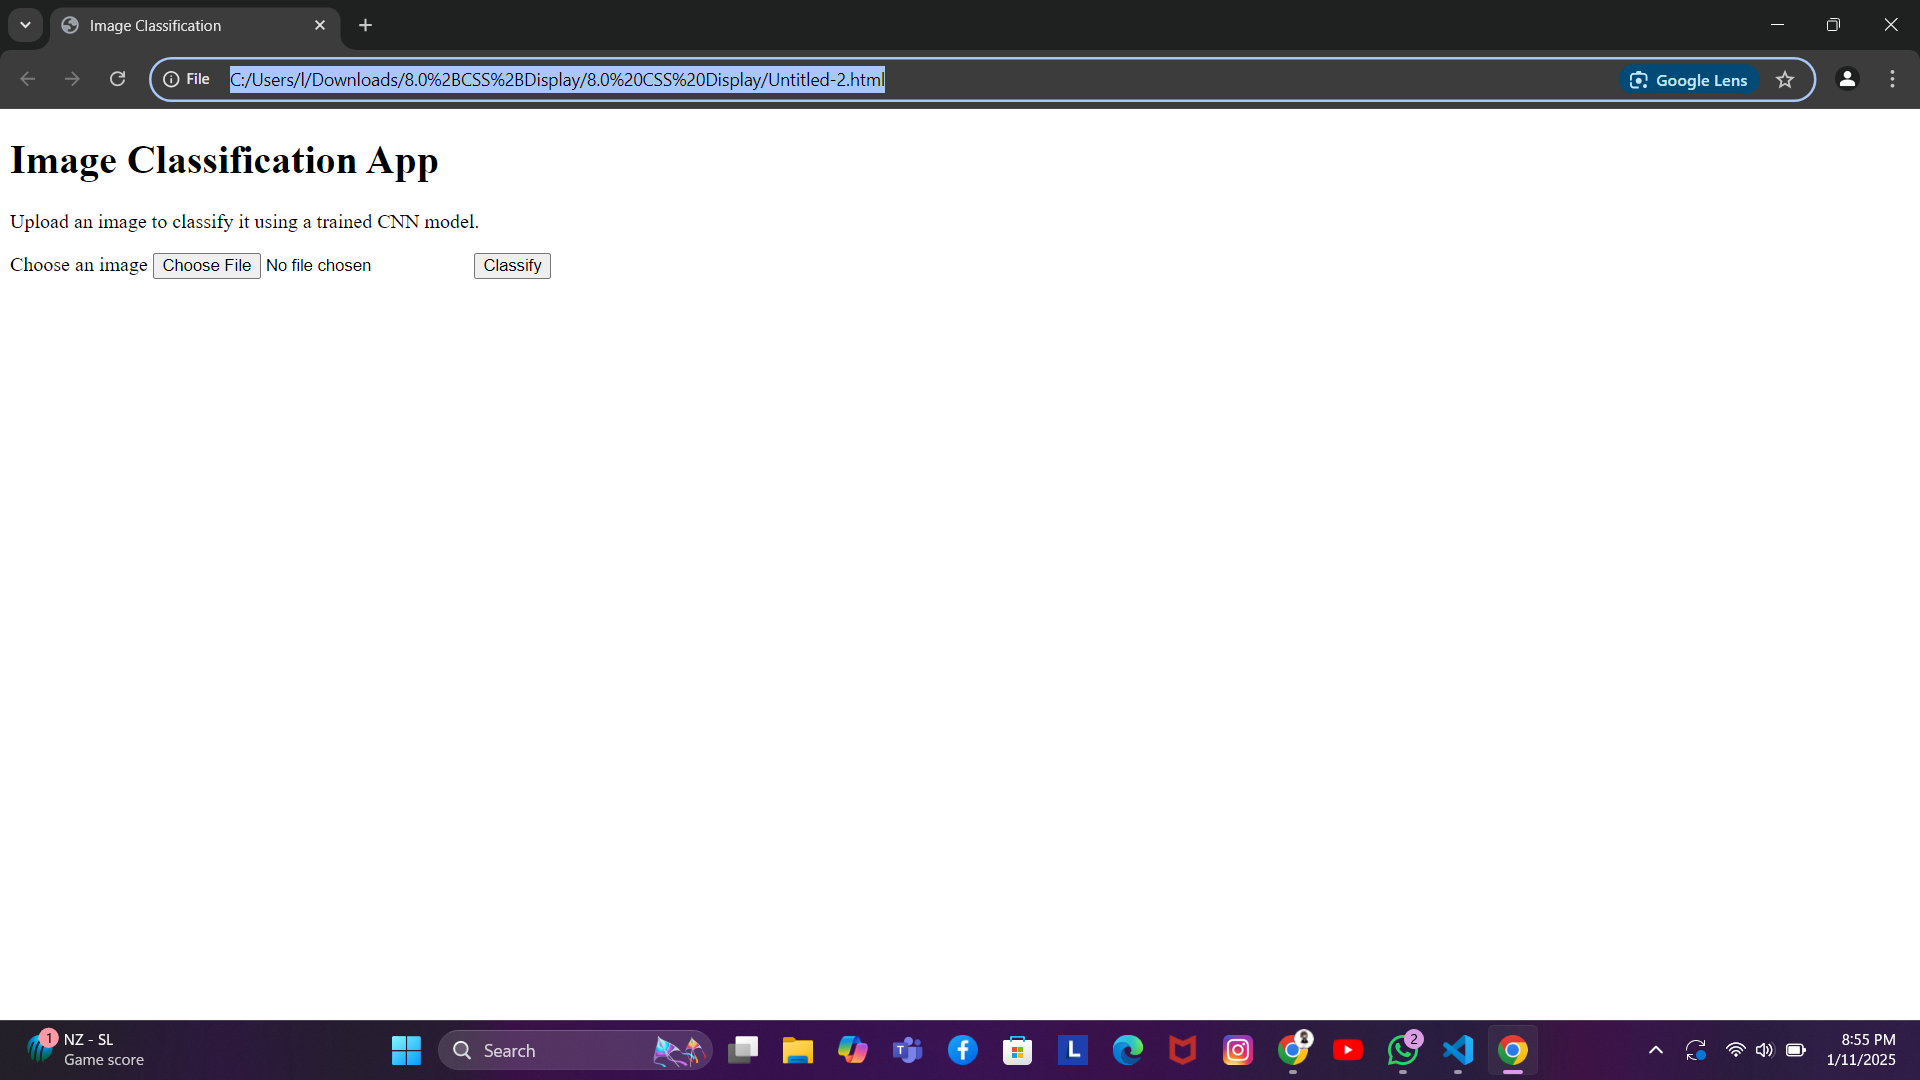 Image Classification
File C:/Users/l/Downloads/8.0%2BCSS%2BDisplay/8.0%20CSS%20Display/Untitled-2.html Google Lens
Image Classification App
Upload an image to classify it using a trained CNN model.
Choose an image Choose File No file chosen Classify
1 NZ - SL
Game score
Search
T
L
2
8:55 PM
1/11/2025